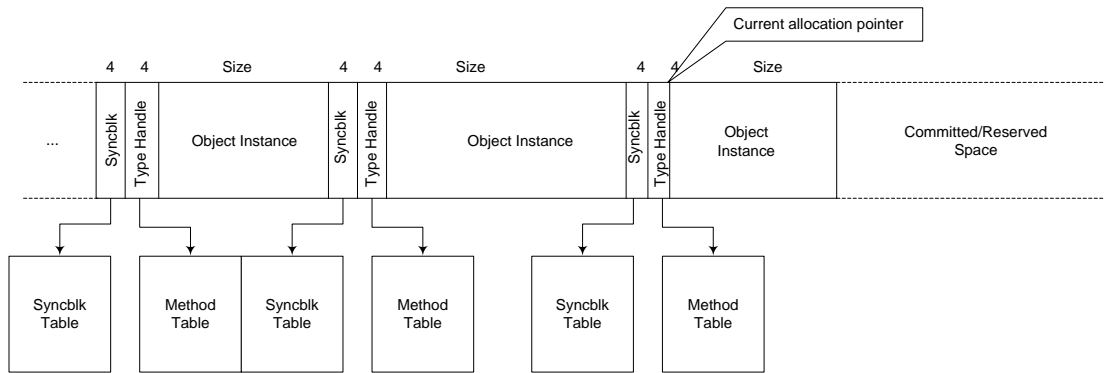 Current allocation pointer
4 4 Size 4 4 Size 4 4 Size
...
Syncblk
Type Handle
Object Instance
Syncblk
Type Handle
Object Instance
Syncblk
Type Handle
Object
Instance
Committed/Reserved
Space
Syncblk
Table
Method
Table
Syncblk
Table
Method
Table
Syncblk
Table
Method
Table